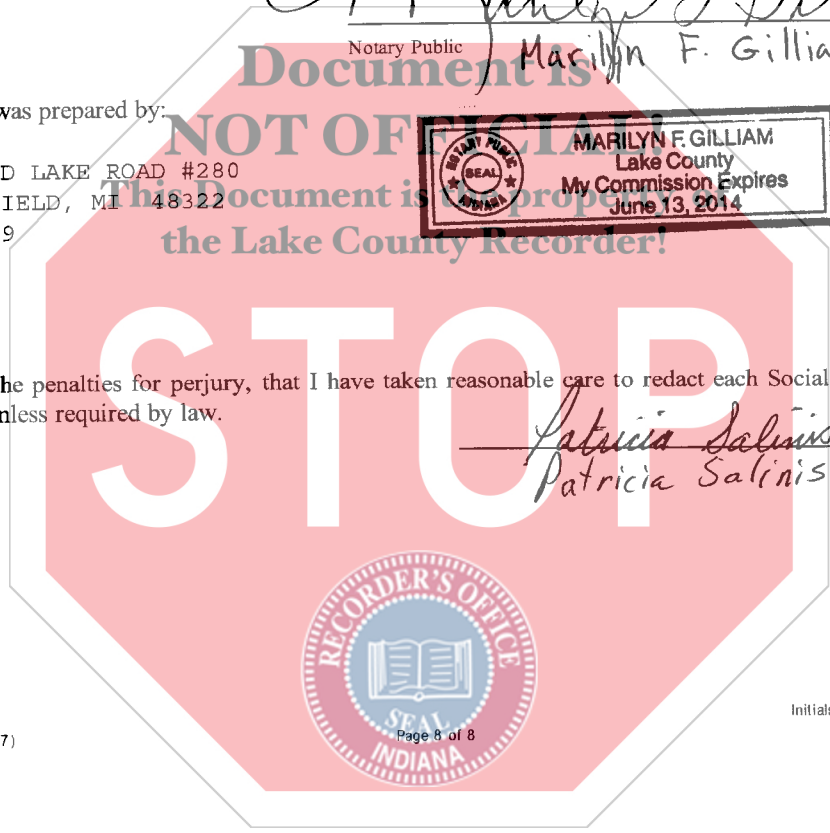 Notary Public
Marilyn F. Gillia
Document is
was prepared by:
NOT OFFICIAL!
MARILYN F. GILLIAM
Lake County
My Commission Expires
June 13, 2014
NOTARY PUBLIC
SEAL
INDIANA
D LAKE ROAD #280
IELD, MI 48322
This Document is the property of
9
the Lake County Recorder!
STOP
he penalties for perjury, that I have taken reasonable care to redact each Social
nless required by law.
Patricia Salinis
Patricia Salinis
RECORDER'S OFFICE
SEAL
INDIANA
Initials
7)
Page 8 of 8